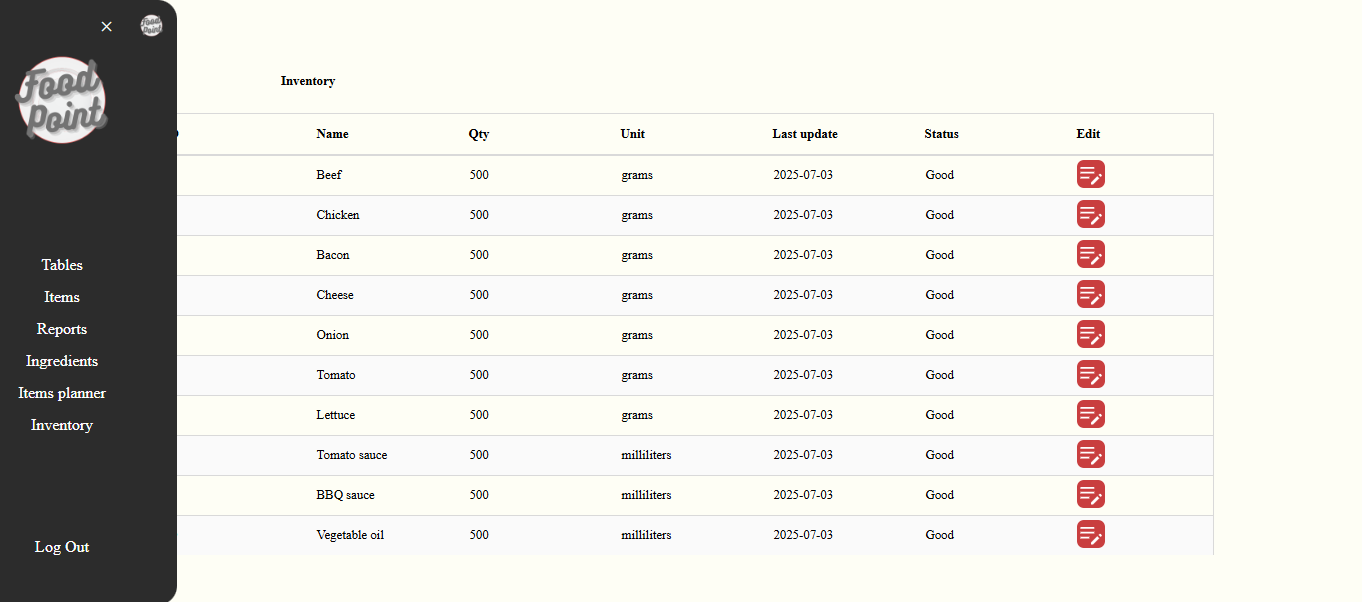 Food
Point
Food
Point
Tables
Items
Reports
Ingredients
Items planner
Inventory
Log Out
Inventory
Name Qty Unit Last update Status Edit
Beef 500 grams 2025-07-03 Good
Chicken 500 grams 2025-07-03 Good
Bacon 500 grams 2025-07-03 Good
Cheese 500 grams 2025-07-03 Good
Onion 500 grams 2025-07-03 Good
Tomato 500 grams 2025-07-03 Good
Lettuce 500 grams 2025-07-03 Good
Tomato sauce 500 milliliters 2025-07-03 Good
BBQ sauce 500 milliliters 2025-07-03 Good
Vegetable oil 500 milliliters 2025-07-03 Good